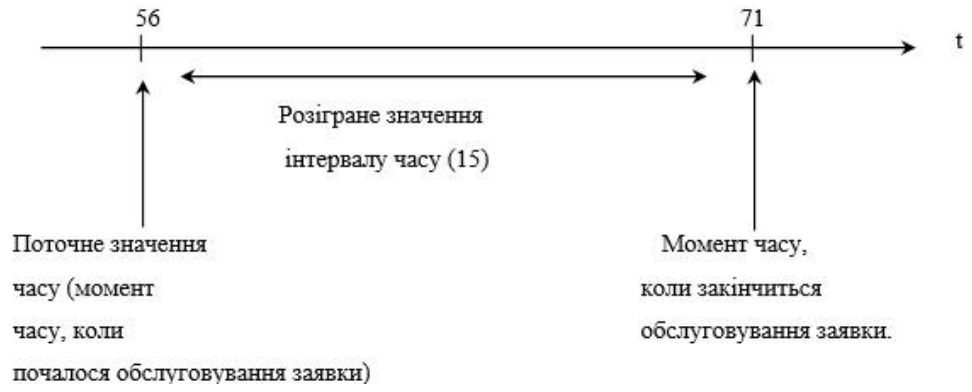 56
71
t
Розігране значення
інтервалу часу (15)
Поточне значення
часу (момент
часу, коли
почалося обслуговування заявки)
Момент часу,
коли закінчиться
обслуговування заявки.